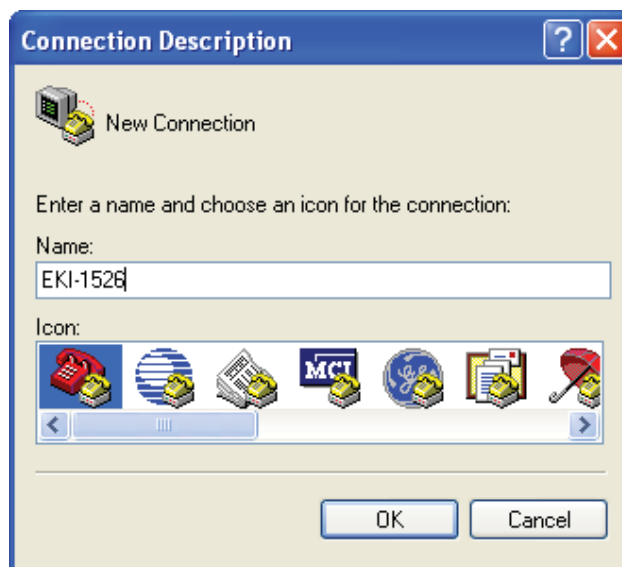 Connection Description
New Connection
Enter a name and choose an icon for the connection:
Name:
EKI-1526
Icon:
MCI
OK Cancel